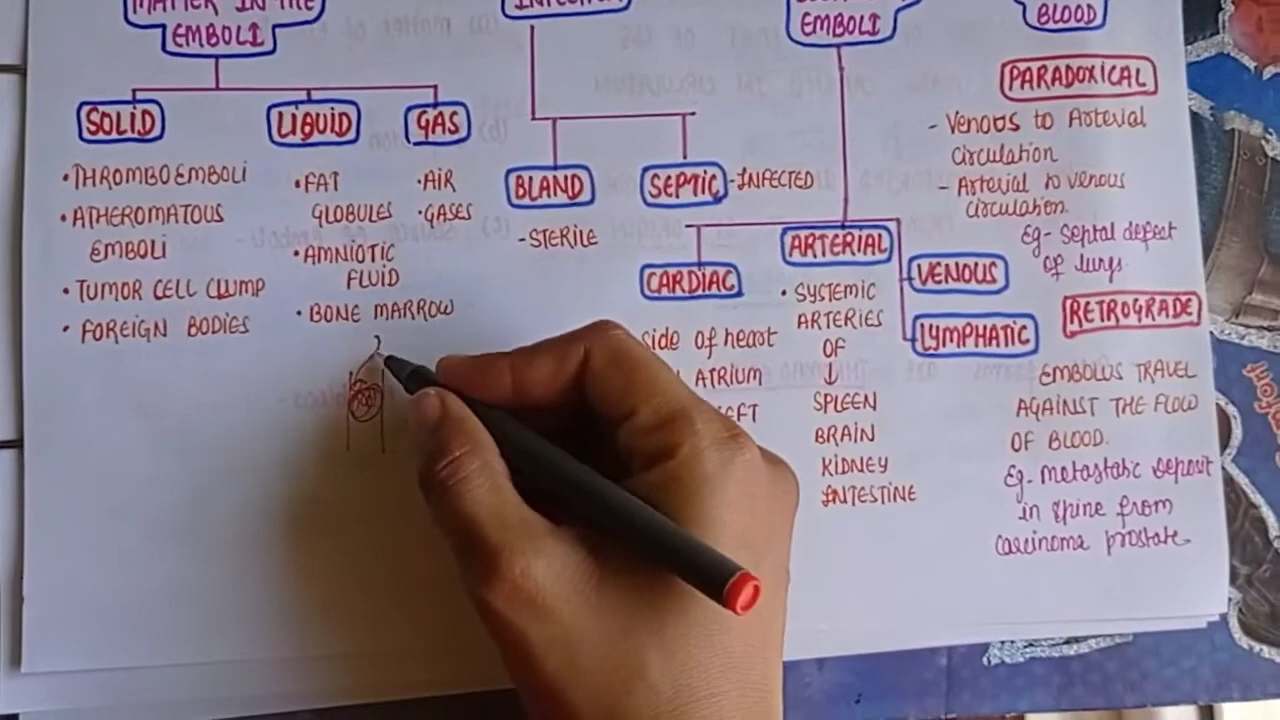 MATTER IN THE
EMBOLI
SOLID
LIQUID
GAS
• THROMBOEMBOLI
• ATHEROMATOUS
EMBOLI
• TUMOR CELL CLUMP
• FOREIGN BODIES
• FAT
GLOBULES
• AMNIOTIC
FLUID
• BONE MARROW
• AIR
• GASES
BLAND
- STERILE
SEPTIC - INFECTED
EMBOLI
CARDIAC
side of heart
ATRIUM
ARTERIAL
• SYSTEMIC
ARTERIES
OF
↓
SPLEEN
BRAIN
KIDNEY
INTESTINE
VENOUS
LYMPHATIC
BLOOD
PARADOXICAL
- Venous to Arterial
circulation
- Arterial to venous
circulation.
Eg- Septal defect
of lungs.
RETROGRADE
EMBOLUS TRAVEL
AGAINST THE FLOW
OF BLOOD.
Eg- metastatic deposit
in spine from
carcinoma prostate